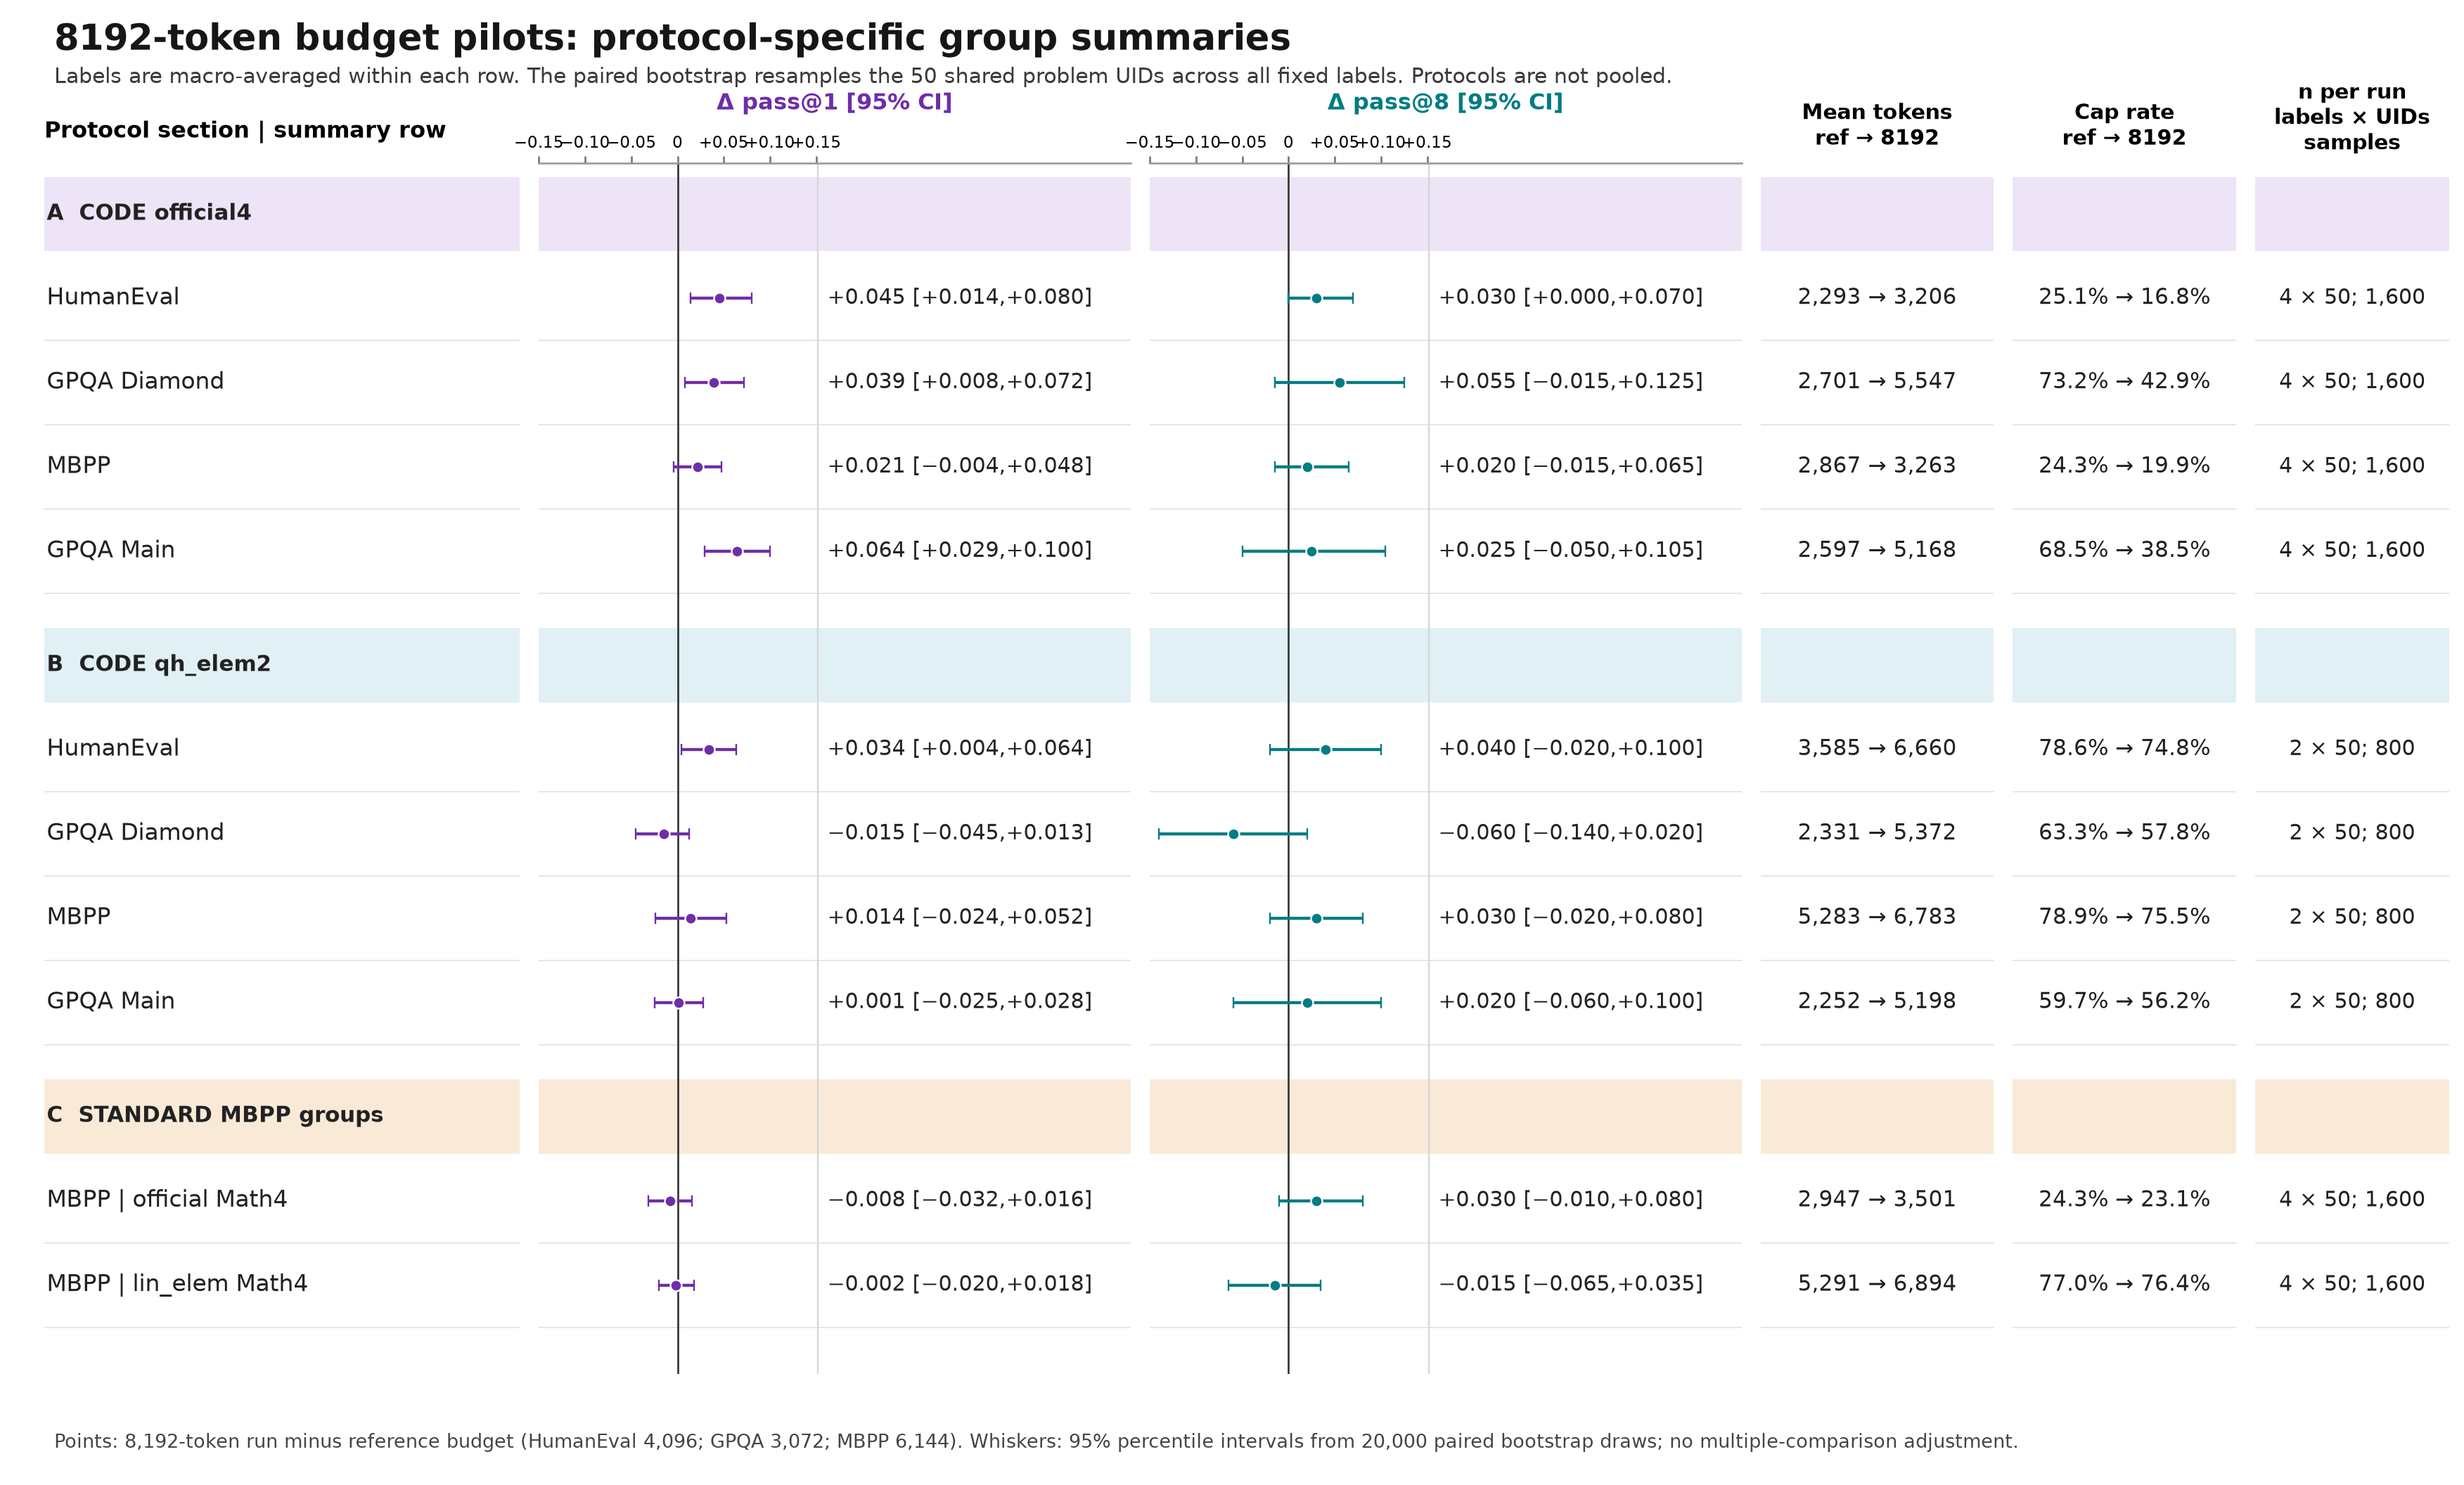 8192-token budget pilots: protocol-specific group summaries
Labels are macro-averaged within each row. The paired bootstrap resamples the 50 shared problem UIDs across all fixed labels. Protocols are not pooled.
Protocol section | summary row
Δ pass@1 [95% CI]
−0.15 −0.10 −0.05 0 +0.05 +0.10 +0.15
Δ pass@8 [95% CI]
−0.15 −0.10 −0.05 0 +0.05 +0.10 +0.15
Mean tokens
ref → 8192
Cap rate
ref → 8192
n per run
labels × UIDs
samples
A CODE official4
HumanEval +0.045 [+0.014,+0.080] +0.030 [+0.000,+0.070] 2,293 → 3,206 25.1% → 16.8% 4 × 50; 1,600
GPQA Diamond +0.039 [+0.008,+0.072] +0.055 [−0.015,+0.125] 2,701 → 5,547 73.2% → 42.9% 4 × 50; 1,600
MBPP +0.021 [−0.004,+0.048] +0.020 [−0.015,+0.065] 2,867 → 3,263 24.3% → 19.9% 4 × 50; 1,600
GPQA Main +0.064 [+0.029,+0.100] +0.025 [−0.050,+0.105] 2,597 → 5,168 68.5% → 38.5% 4 × 50; 1,600
B CODE qh_elem2
HumanEval +0.034 [+0.004,+0.064] +0.040 [−0.020,+0.100] 3,585 → 6,660 78.6% → 74.8% 2 × 50; 800
GPQA Diamond −0.015 [−0.045,+0.013] −0.060 [−0.140,+0.020] 2,331 → 5,372 63.3% → 57.8% 2 × 50; 800
MBPP +0.014 [−0.024,+0.052] +0.030 [−0.020,+0.080] 5,283 → 6,783 78.9% → 75.5% 2 × 50; 800
GPQA Main +0.001 [−0.025,+0.028] +0.020 [−0.060,+0.100] 2,252 → 5,198 59.7% → 56.2% 2 × 50; 800
C STANDARD MBPP groups
MBPP | official Math4 −0.008 [−0.032,+0.016] +0.030 [−0.010,+0.080] 2,947 → 3,501 24.3% → 23.1% 4 × 50; 1,600
MBPP | lin_elem Math4 −0.002 [−0.020,+0.018] −0.015 [−0.065,+0.035] 5,291 → 6,894 77.0% → 76.4% 4 × 50; 1,600
Points: 8,192-token run minus reference budget (HumanEval 4,096; GPQA 3,072; MBPP 6,144). Whiskers: 95% percentile intervals from 20,000 paired bootstrap draws; no multiple-comparison adjustment.